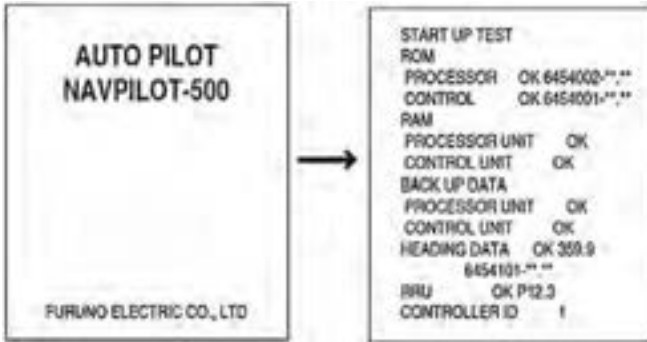 AUTO PILOT
NAVPILOT-500
FURUNO ELECTRIC CO., LTD
START UP TEST
ROM
PROCESSOR OK 6454002-**.**
CONTROL OK 6454001-**.**
RAM
PROCESSOR UNIT OK
CONTROL UNIT OK
BACK UP DATA
PROCESSOR UNIT OK
CONTROL UNIT OK
HEADING DATA OK 359.9
6454101-**.**
RRU OK P12.3
CONTROLLER ID 1